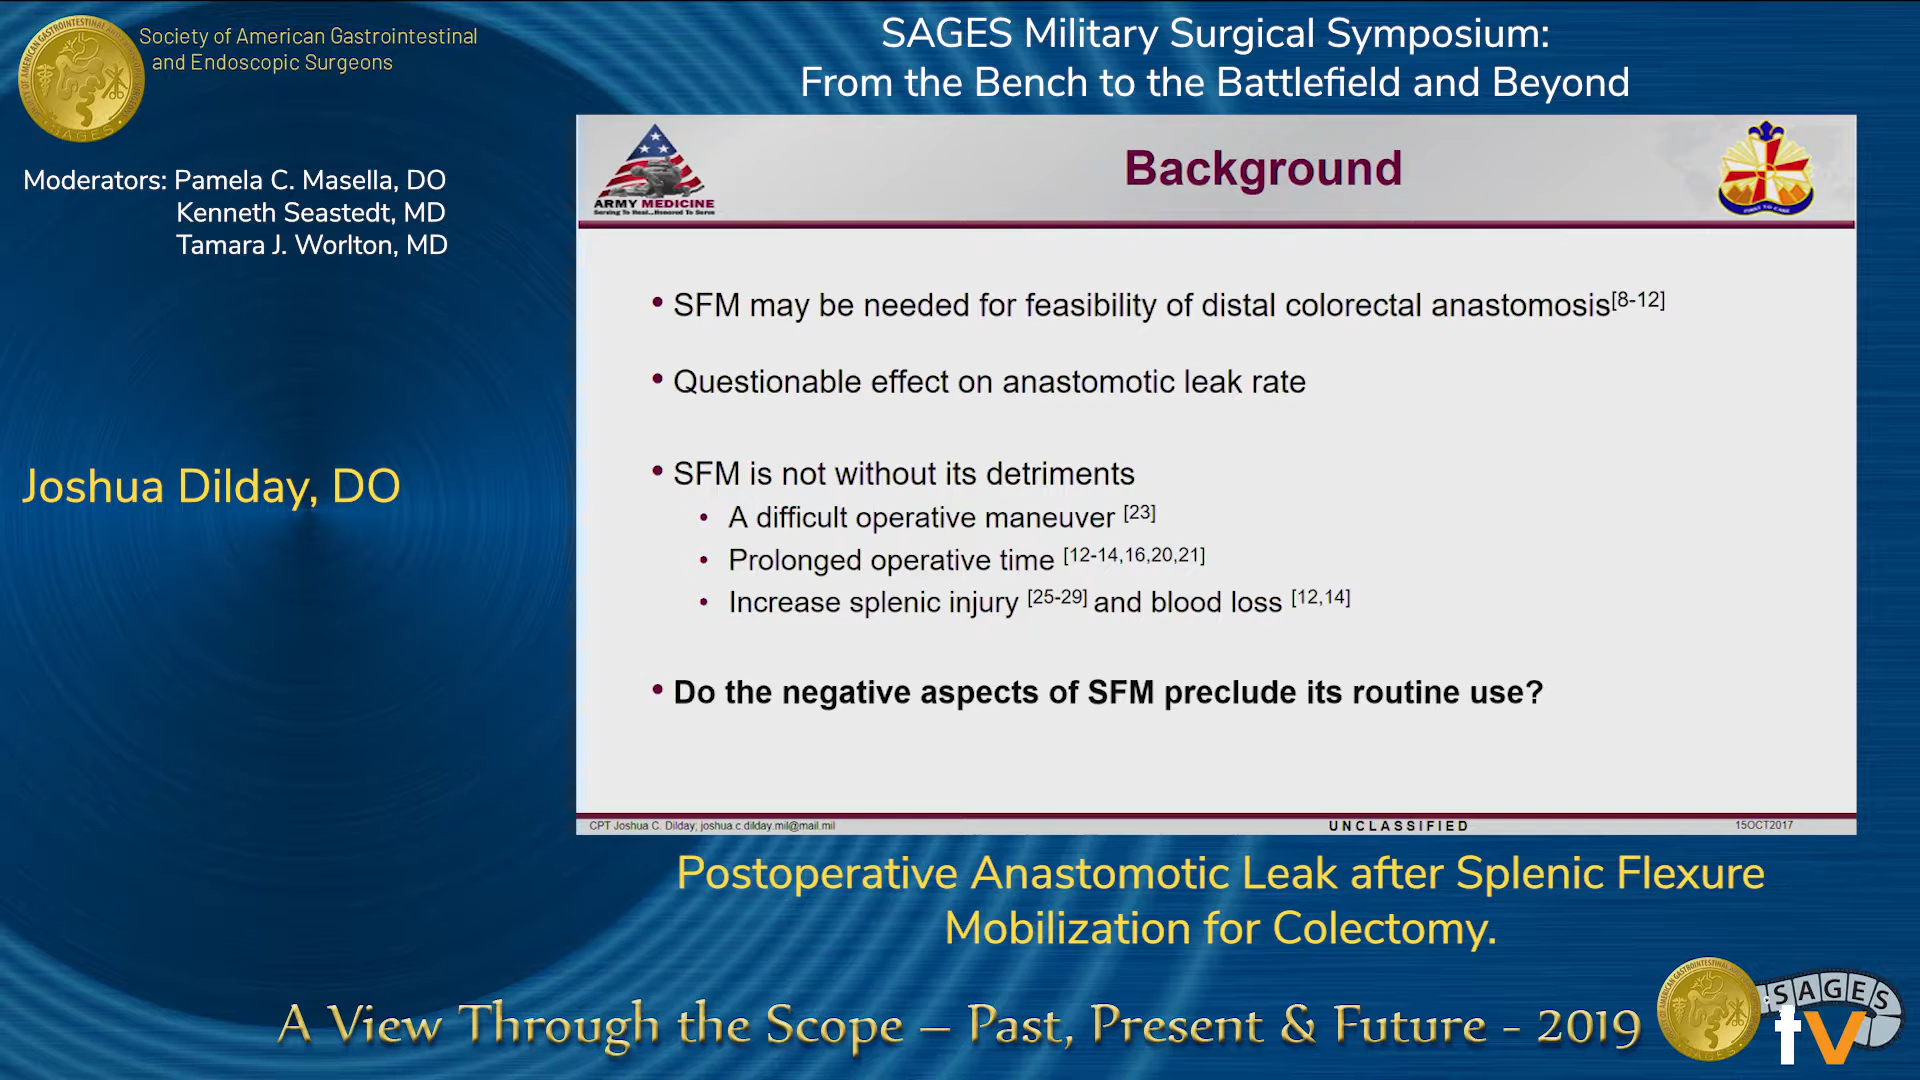 Society of American Gastrointestinal
and Endoscopic Surgeons
SAGES Military Surgical Symposium:
From the Bench to the Battlefield and Beyond
Moderators: Pamela C. Masella, DO
Kenneth Seastedt, MD
Tamara J. Worlton, MD
Joshua Dilday, DO
ARMY MEDICINE
Serving To Heal...Honored To Serve
Background
• SFM may be needed for feasibility of distal colorectal anastomosis[8-12]
• Questionable effect on anastomotic leak rate
• SFM is not without its detriments
• A difficult operative maneuver [23]
• Prolonged operative time [12-14,16,20,21]
• Increase splenic injury [25-29] and blood loss [12,14]
• Do the negative aspects of SFM preclude its routine use?
CPT Joshua C. Dilday; joshua.c.dilday.mil@mail.mil
UNCLASSIFIED
15OCT2017
Postoperative Anastomotic Leak after Splenic Flexure
Mobilization for Colectomy.
A View Through the Scope – Past, Present & Future - 2019
SAGES
tv